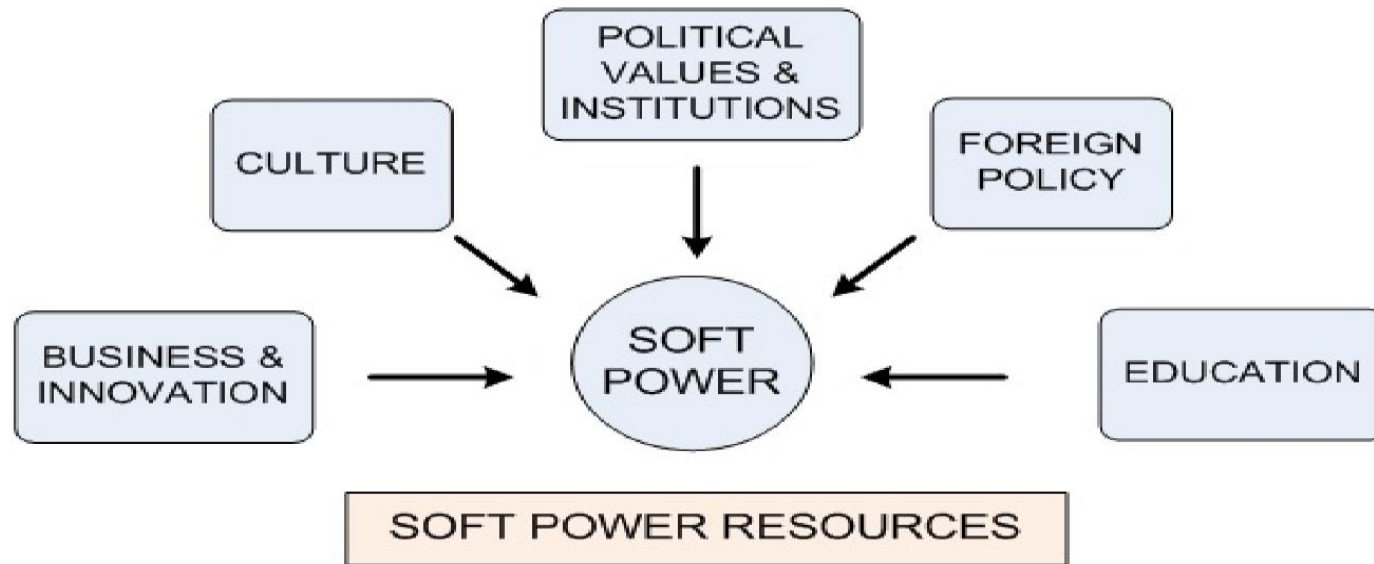 POLITICAL
VALUES &
INSTITUTIONS
CULTURE
FOREIGN
POLICY
BUSINESS &
INNOVATION
SOFT
POWER
EDUCATION
SOFT POWER RESOURCES